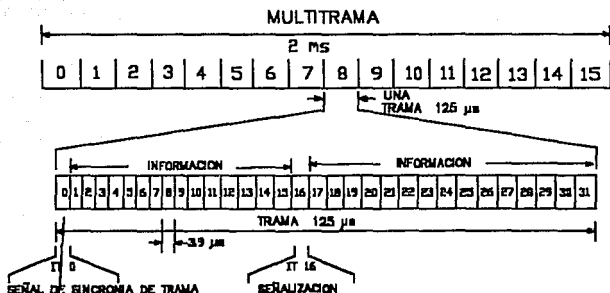 MULTITRAMA
2 ms
0 1 2 3 4 5 6 7 8 9 10 11 12 13 14 15
UNA
TRAMA 125 µs
INFORMACION INFORMACION
0 1 2 3 4 5 6 7 8 9 10 11 12 13 14 15 16 17 18 19 20 21 22 23 24 25 26 27 28 29 30 31
TRAMA 125 µs
3.9 µs
IT 0 IT 16
SEÑAL DE SINCRONIA DE TRAMA SEÑALIZACION